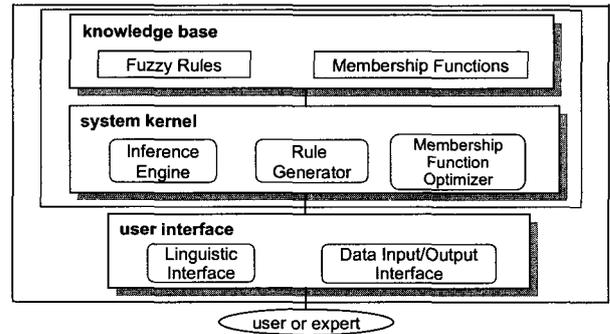 knowledge base
Fuzzy Rules
Membership Functions
system kernel
Inference
Engine
Rule
Generator
Membership
Function
Optimizer
user interface
Linguistic
Interface
Data Input/Output
Interface
user or expert